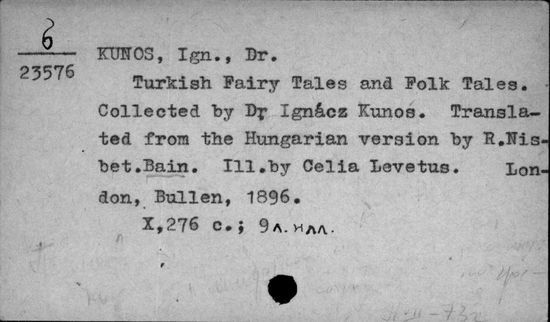 6
23576
KUNOS, Ign., Dr.
Turkish Fairy Tales and Folk Tales.
Collected by Dr Ignácz Kunos. Transla-
ted from the Hungarian version by R.Nis-
bet.Bain. Ill.by Celia Levetus. Lon-
don, Bullen, 1896.
X,276 с.; 9 л. илл.